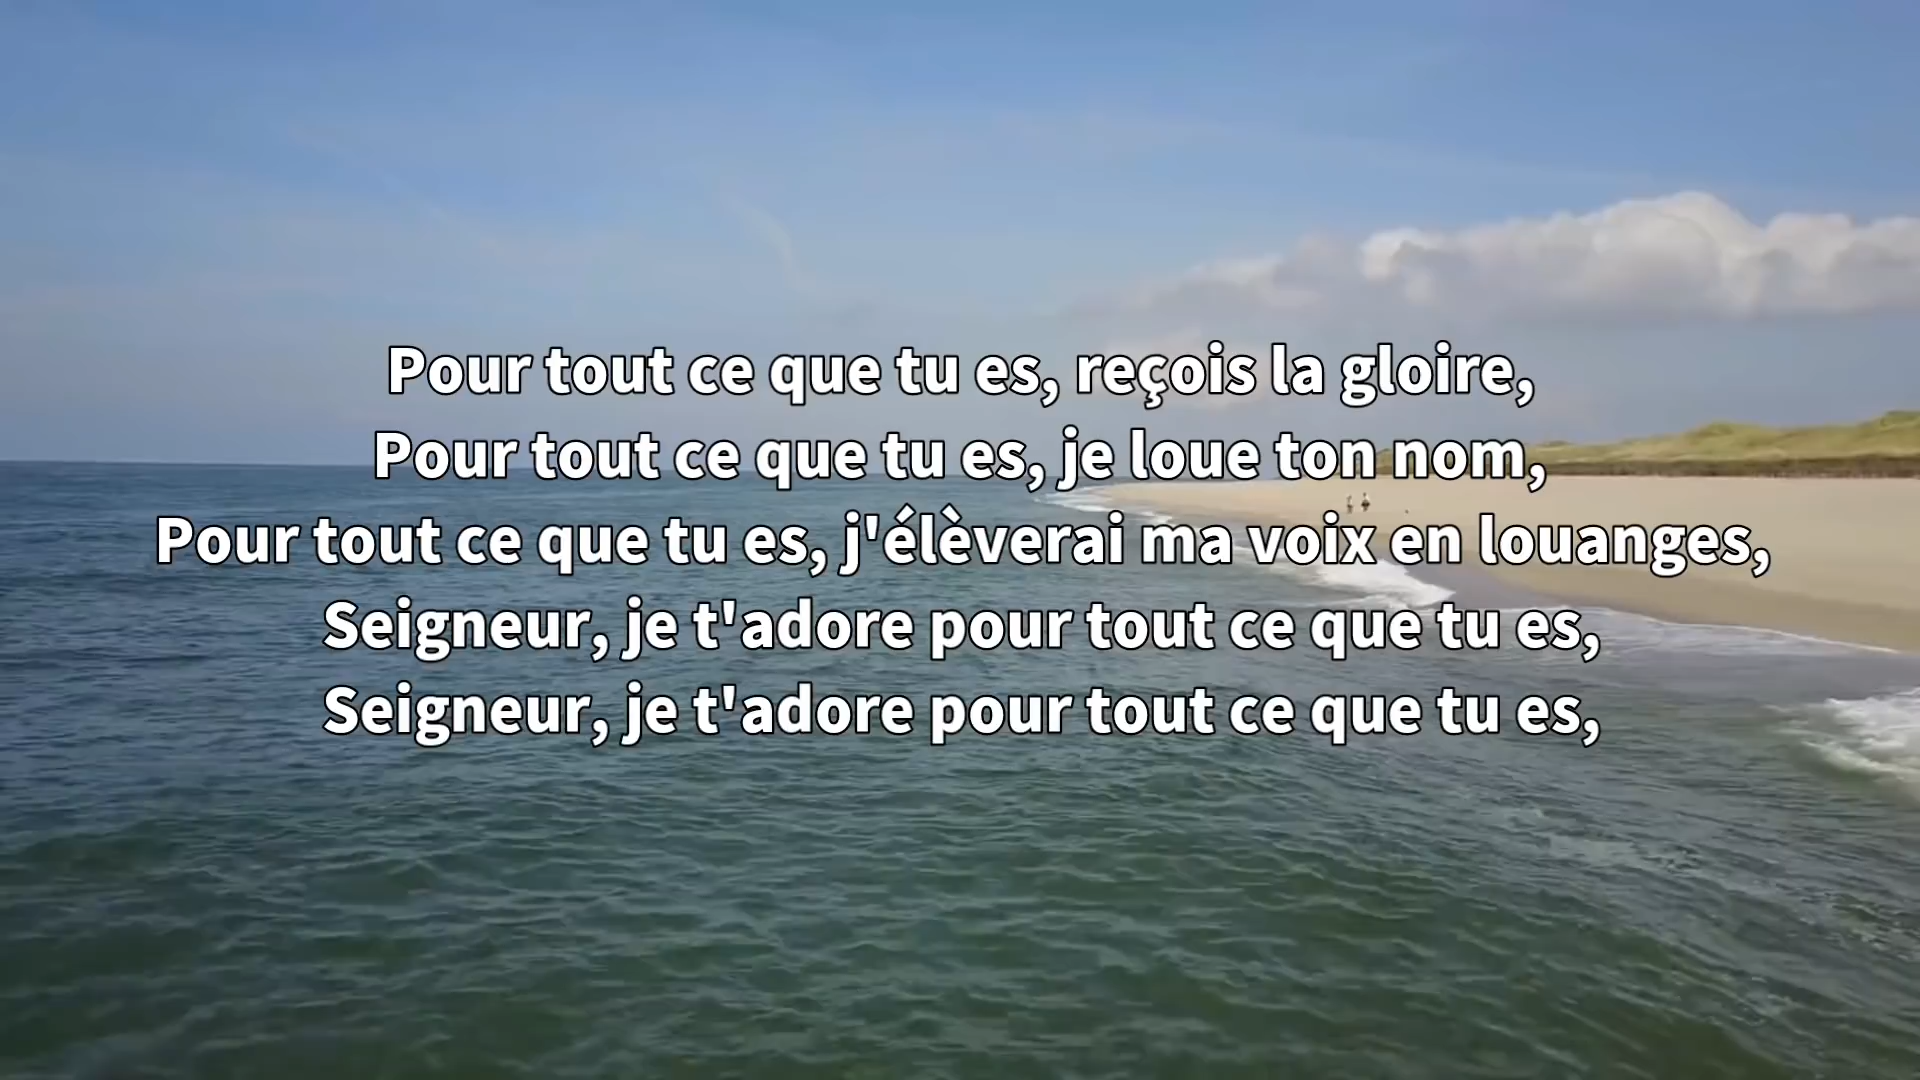 Pour tout ce que tu es, reçois la gloire,
Pour tout ce que tu es, je loue ton nom,
Pour tout ce que tu es, j'élèverai ma voix en louanges,
Seigneur, je t'adore pour tout ce que tu es,
Seigneur, je t'adore pour tout ce que tu es,